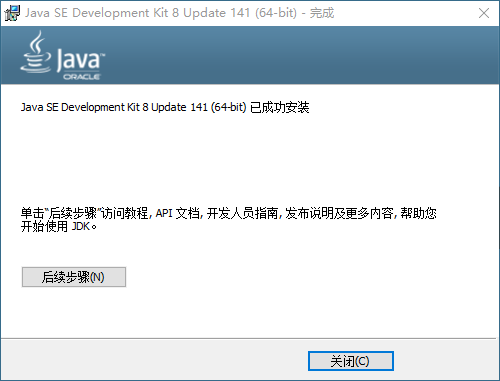 Java SE Development Kit 8 Update 141 (64-bit) - 完成
Java™
ORACLE
Java SE Development Kit 8 Update 141 (64-bit) 已成功安装
单击“后续步骤”访问教程, API 文档, 开发人员指南, 发布说明及更多内容, 帮助您
开始使用 JDK。
后续步骤(N)
关闭(C)